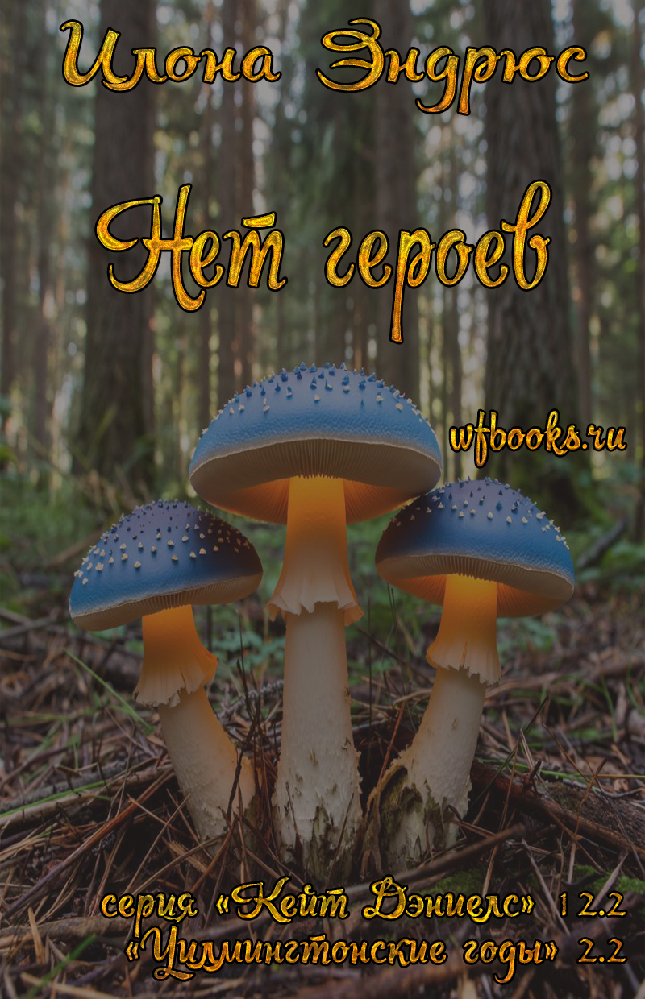 Илона Эндрюс
Нет героев
wfbooks.ru
серия «Кейт Дэниелс» 12.2
«Уилмингтонские годы» 2.2